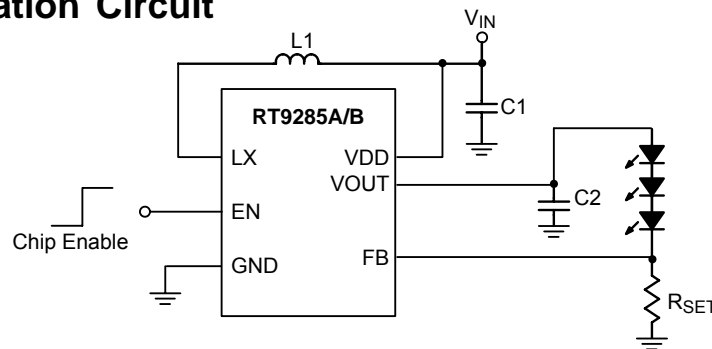 ation Circuit
VIN
L1
C1
RT9285A/B
LX
VDD
VOUT
C2
EN
Chip Enable
GND
FB
RSET